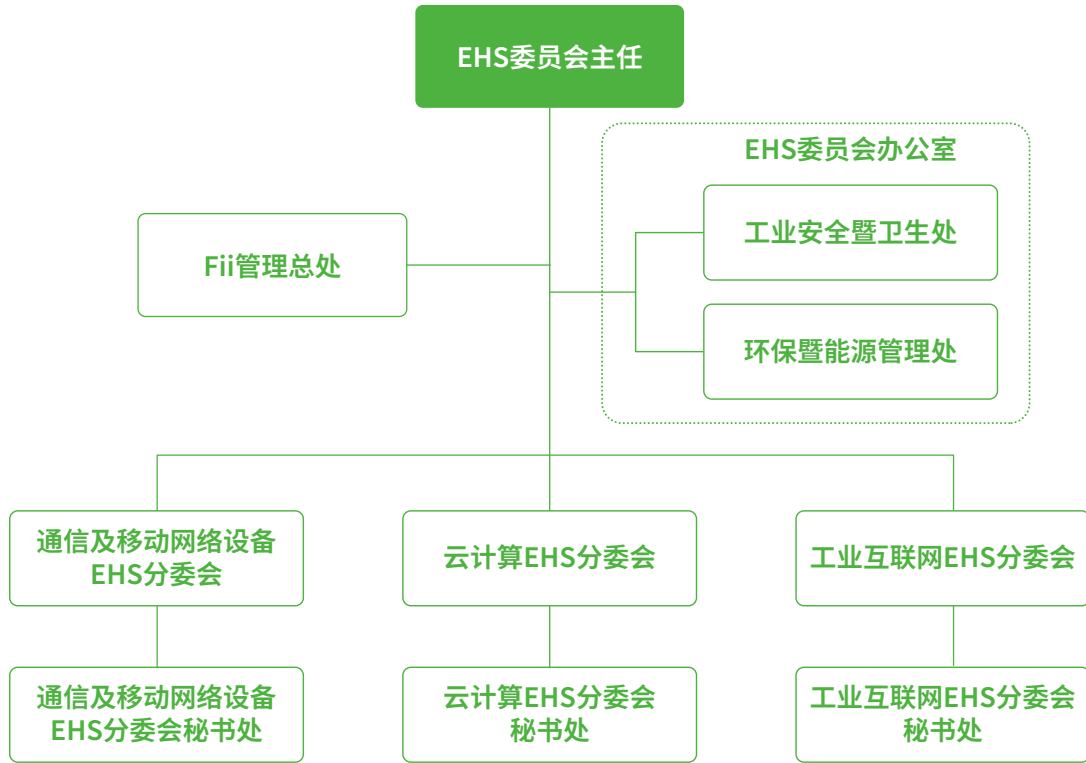 EHS委员会主任
EHS委员会办公室
工业安全暨卫生处
Fii管理总处
环保暨能源管理处
通信及移动网络设备
EHS分委会
云计算EHS分委会
工业互联网EHS分委会
通信及移动网络设备
EHS分委会秘书处
云计算EHS分委会
秘书处
工业互联网EHS分委会
秘书处